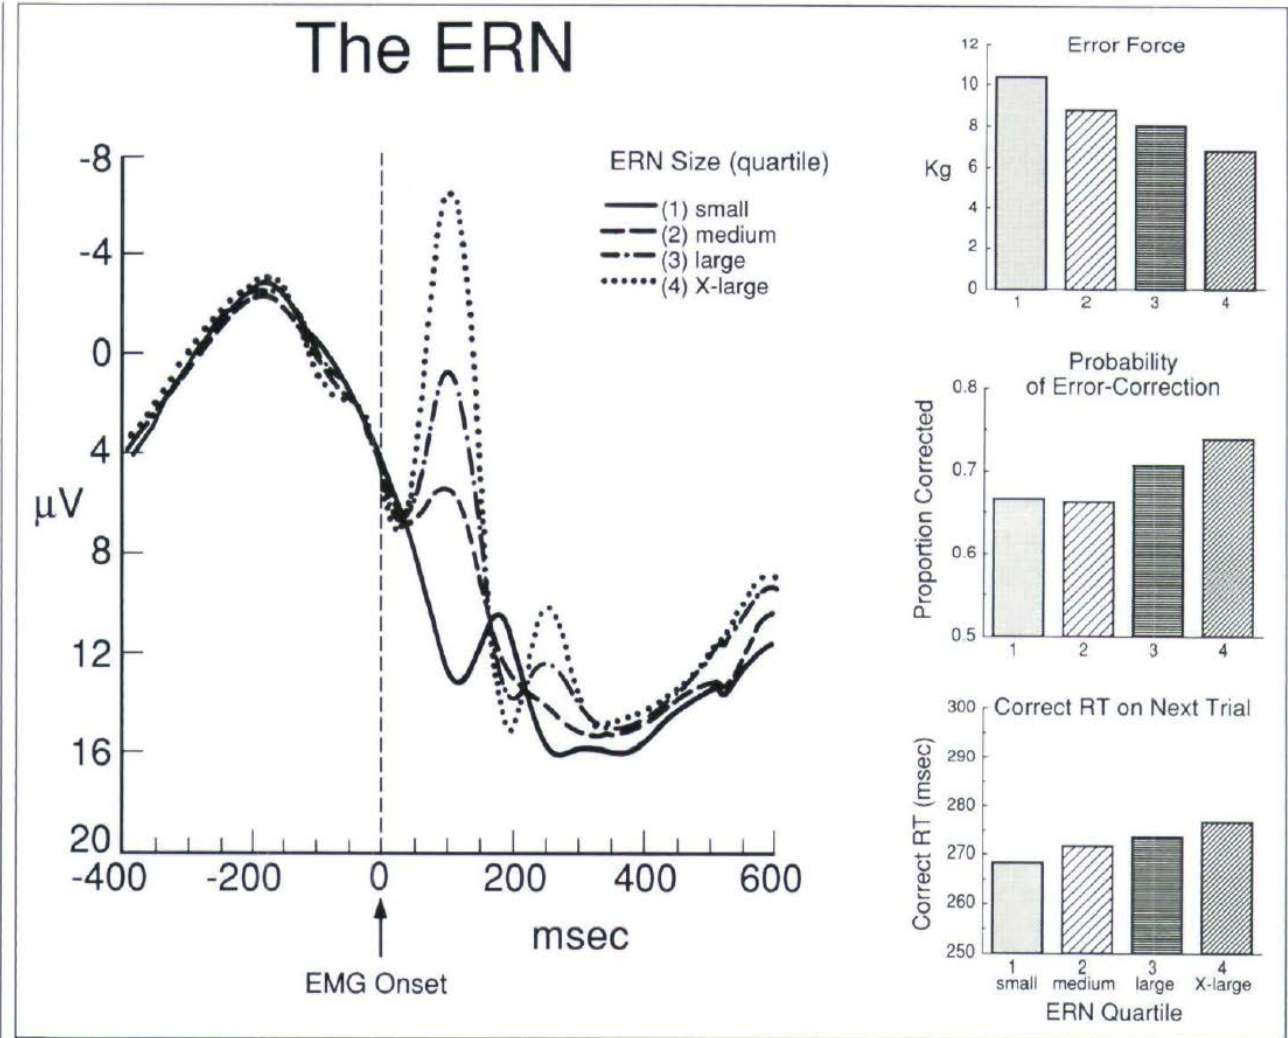 The ERN
-8
-4
0
4
8
12
16
20
µV
-400
-200
0
200
400
600
msec
EMG Onset
ERN Size (quartile)
(1) small
(2) medium
(3) large
(4) X-large
Error Force
12
10
8
6
4
2
0
Kg
1
2
3
4
Probability
of Error-Correction
Proportion Corrected
0.8
0.7
0.6
0.5
1
2
3
4
Correct RT on Next Trial
Correct RT (msec)
300
290
280
270
260
250
1
2
3
4
small
medium
large
X-large
ERN Quartile